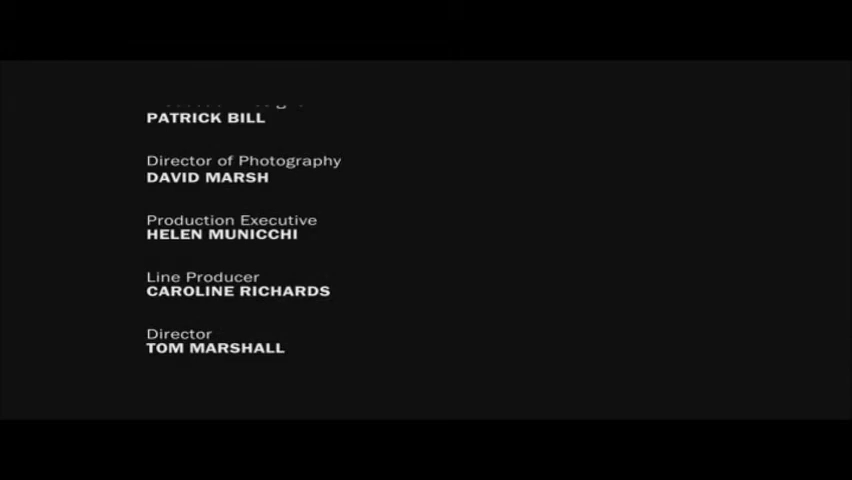 PATRICK BILL
Director of Photography
DAVID MARSH
Production Executive
HELEN MUNICCHI
Line Producer
CAROLINE RICHARDS
Director
TOM MARSHALL